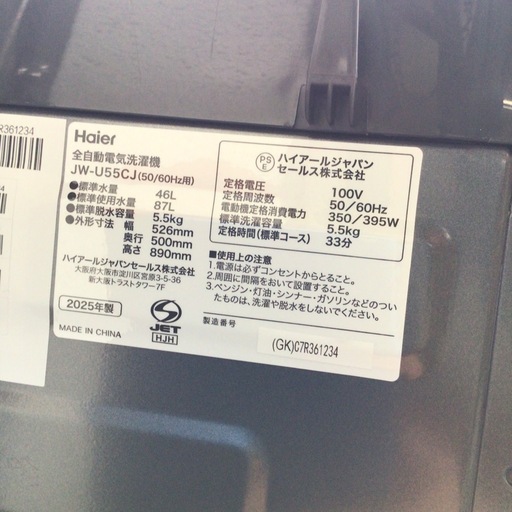 7R361234
Haier
全自動電気洗濯機
JW-U55CJ(50/60Hz用)
●標準水量 46L
●標準使用水量 87L
●標準脱水容量 5.5kg
●外形寸法 幅 526mm
奥行 500mm
高さ 890mm
ハイアールジャパンセールス株式会社
大阪府大阪市淀川区宮原3-5-36
新大阪トラストタワー7F
2025年製
MADE IN CHINA
JET
HJH
PS
E
ハイアールジャパン
セールス株式会社
定格電圧 100V
定格周波数 50/60Hz
電動機定格消費電力 350/395W
標準洗濯容量 5.5kg
定格時間(標準コース) 33分
■使用上の注意
1.電源は必ずコンセントからとること。
2.周囲に間隔をおいて設置すること。
3.ベンジン・灯油・シンナー・ガソリンなどのつい
たものは、洗濯や脱水をしないでください。
製造番号
(GK)C7R361234